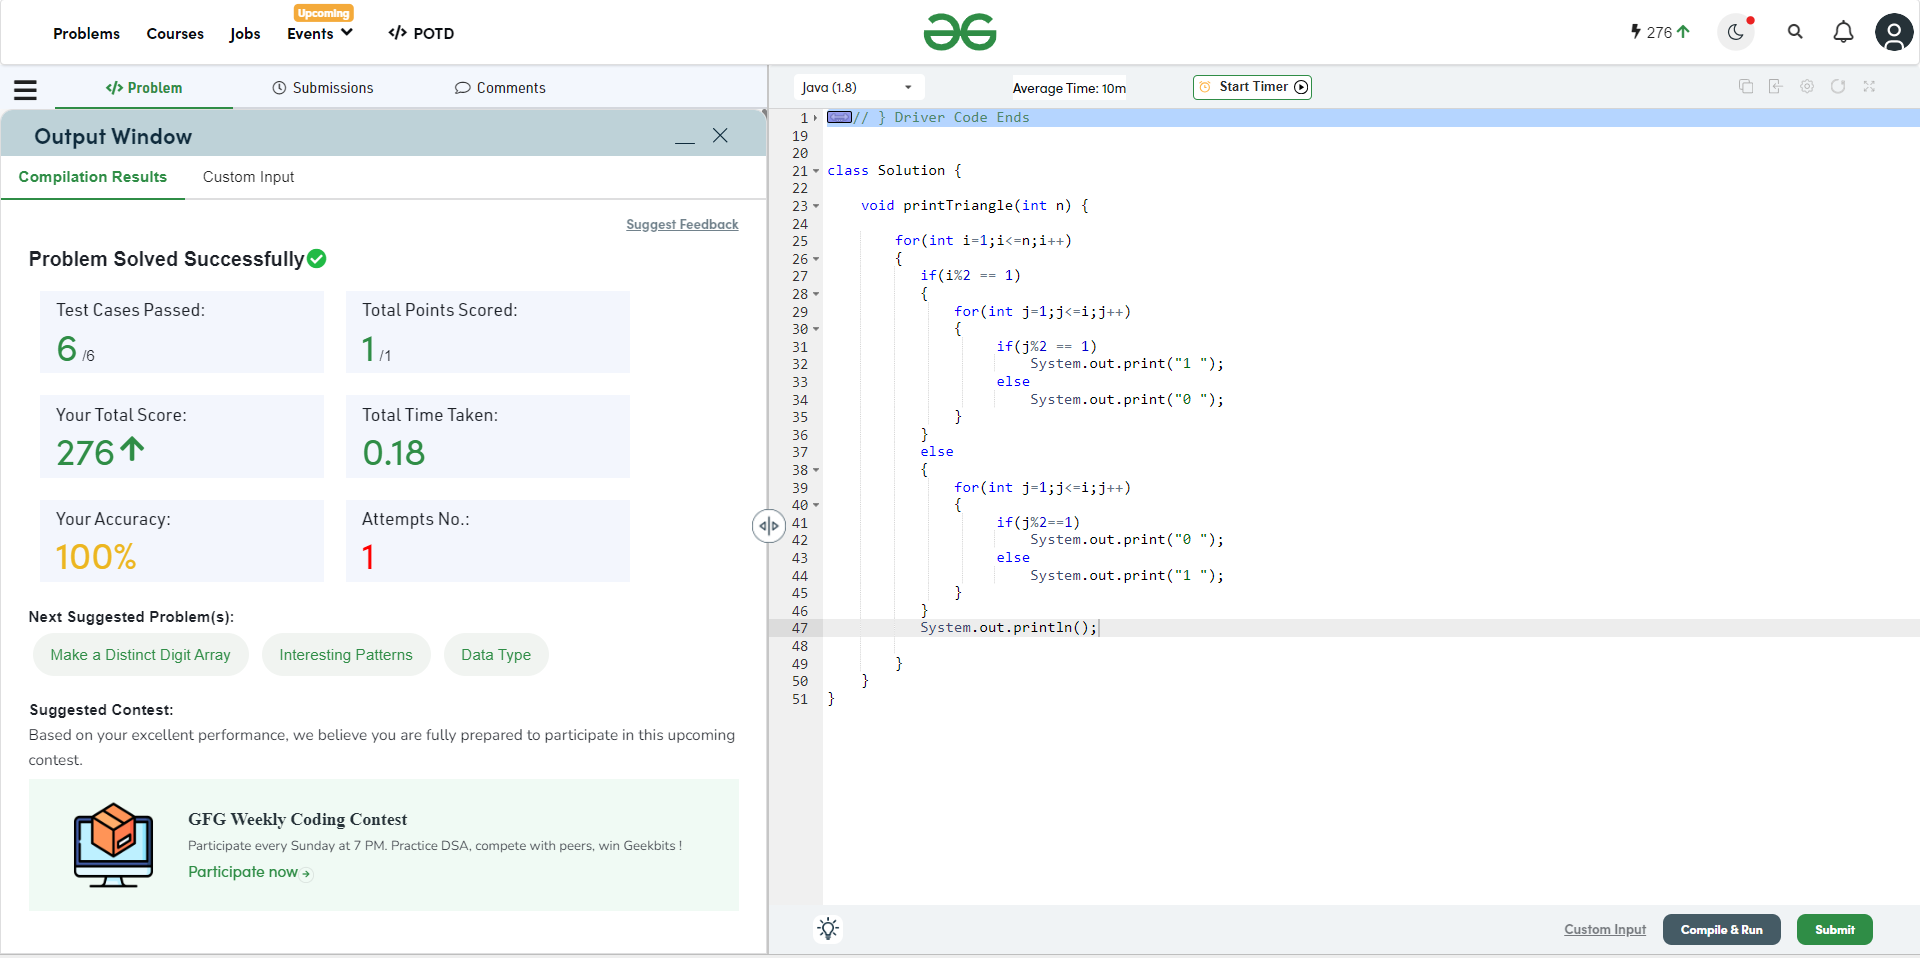 Problems Courses Jobs Upcoming Events POTD
276
Problem Submissions Comments
Output Window
Compilation Results Custom Input
Suggest Feedback
Problem Solved Successfully
Test Cases Passed:
6 /6
Total Points Scored:
1 /1
Your Total Score:
276
Total Time Taken:
0.18
Your Accuracy:
100%
Attempts No.:
1
Next Suggested Problem(s):
Make a Distinct Digit Array Interesting Patterns Data Type
Suggested Contest:
Based on your excellent performance, we believe you are fully prepared to participate in this upcoming
contest.
GFG Weekly Coding Contest
Participate every Sunday at 7 PM. Practice DSA, compete with peers, win Geekbits !
Participate now
Java (1.8) Average Time: 10m Start Timer
1 // } Driver Code Ends
19
20
21 class Solution {
22
23 void printTriangle(int n) {
24
25 for(int i=1;i<=n;i++)
26 {
27 if(i%2 == 1)
28 {
29 for(int j=1;j<=i;j++)
30 {
31 if(j%2 == 1)
32 System.out.print("1 ");
33 else
34 System.out.print("0 ");
35 }
36 }
37 else
38 {
39 for(int j=1;j<=i;j++)
40 {
41 if(j%2==1)
42 System.out.print("0 ");
43 else
44 System.out.print("1 ");
45 }
46 }
47 System.out.println();
48
49 }
50 }
51 }
Custom Input Compile & Run Submit